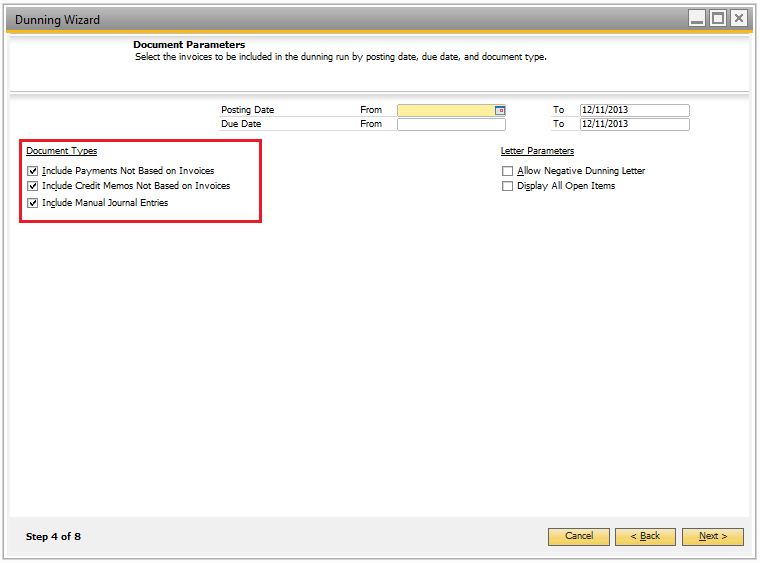 Dunning Wizard
Document Parameters
Select the invoices to be included in the dunning run by posting date, due date, and document type.
Posting Date From To 12/11/2013
Due Date From To 12/11/2013
Document Types Letter Parameters
Include Payments Not Based on Invoices Allow Negative Dunning Letter
Include Credit Memos Not Based on Invoices Display All Open Items
Include Manual Journal Entries
Step 4 of 8 Cancel < Back Next >